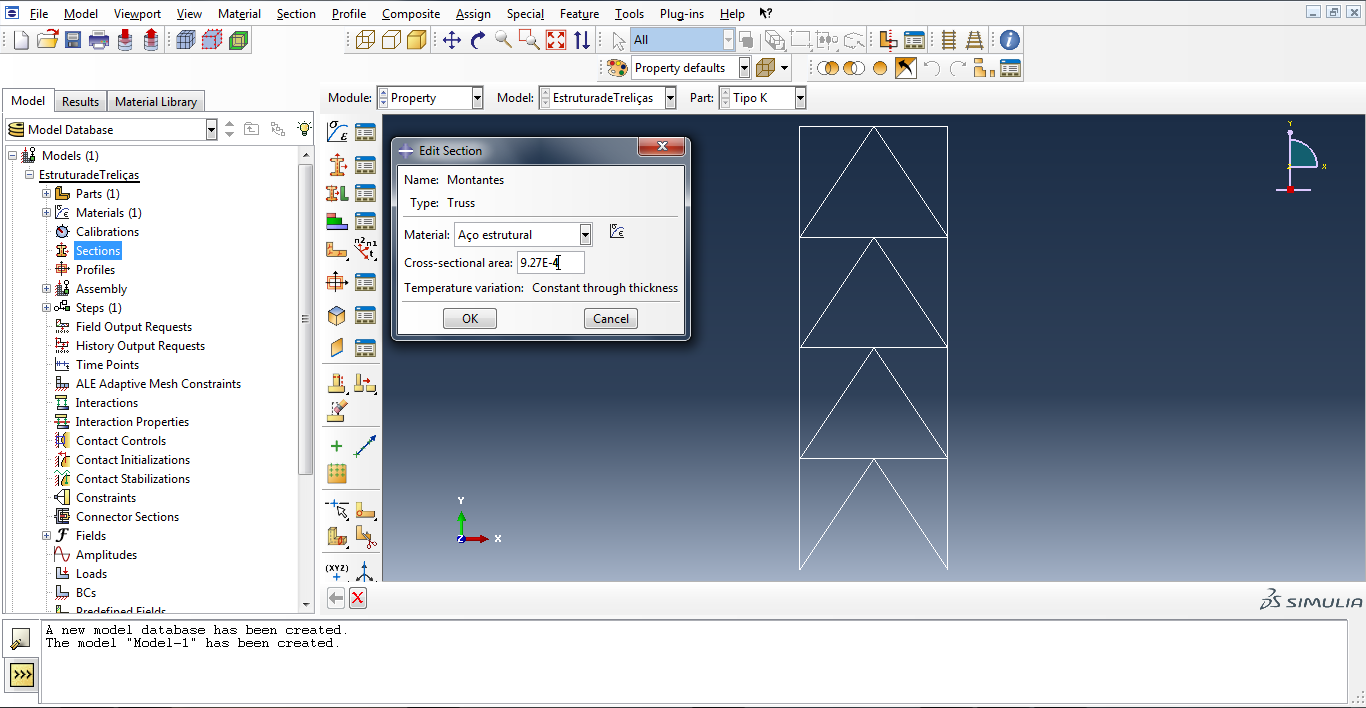 File Model Viewport View Material Section Profile Composite Assign Special Feature Tools Plug-ins Help
All
Property defaults
Model Results Material Library
Module: Property Model: EstruturadeTreliças Part: Tipo K
Model Database
Models (1)
EstruturadeTreliças
Parts (1)
Materials (1)
Calibrations
Sections
Profiles
Assembly
Steps (1)
Field Output Requests
History Output Requests
Time Points
ALE Adaptive Mesh Constraints
Interactions
Interaction Properties
Contact Controls
Contact Initializations
Contact Stabilizations
Constraints
Connector Sections
Fields
Amplitudes
Loads
BCs
Predefined Fields
Edit Section
Name: Montantes
Type: Truss
Material: Aço estrutural
Cross-sectional area: 9.27E-4
Temperature variation: Constant through thickness
OK Cancel
n2 n1
(XYZ)
Y
X
Z
Y
X
SIMULIA
A new model database has been created.
The model "Model-1" has been created.
>>>